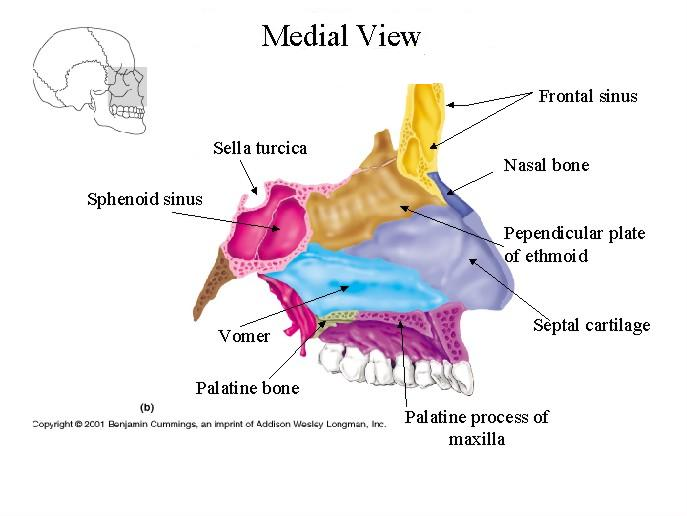 Medial View
Frontal sinus
Sella turcica
Nasal bone
Sphenoid sinus
Pependicular plate
of ethmoid
Septal cartilage
Vomer
Palatine bone
(b)
Palatine process of
maxilla
Copyright © 2001 Benjamin Cummings, an imprint of Addison Wesley Longman, Inc.